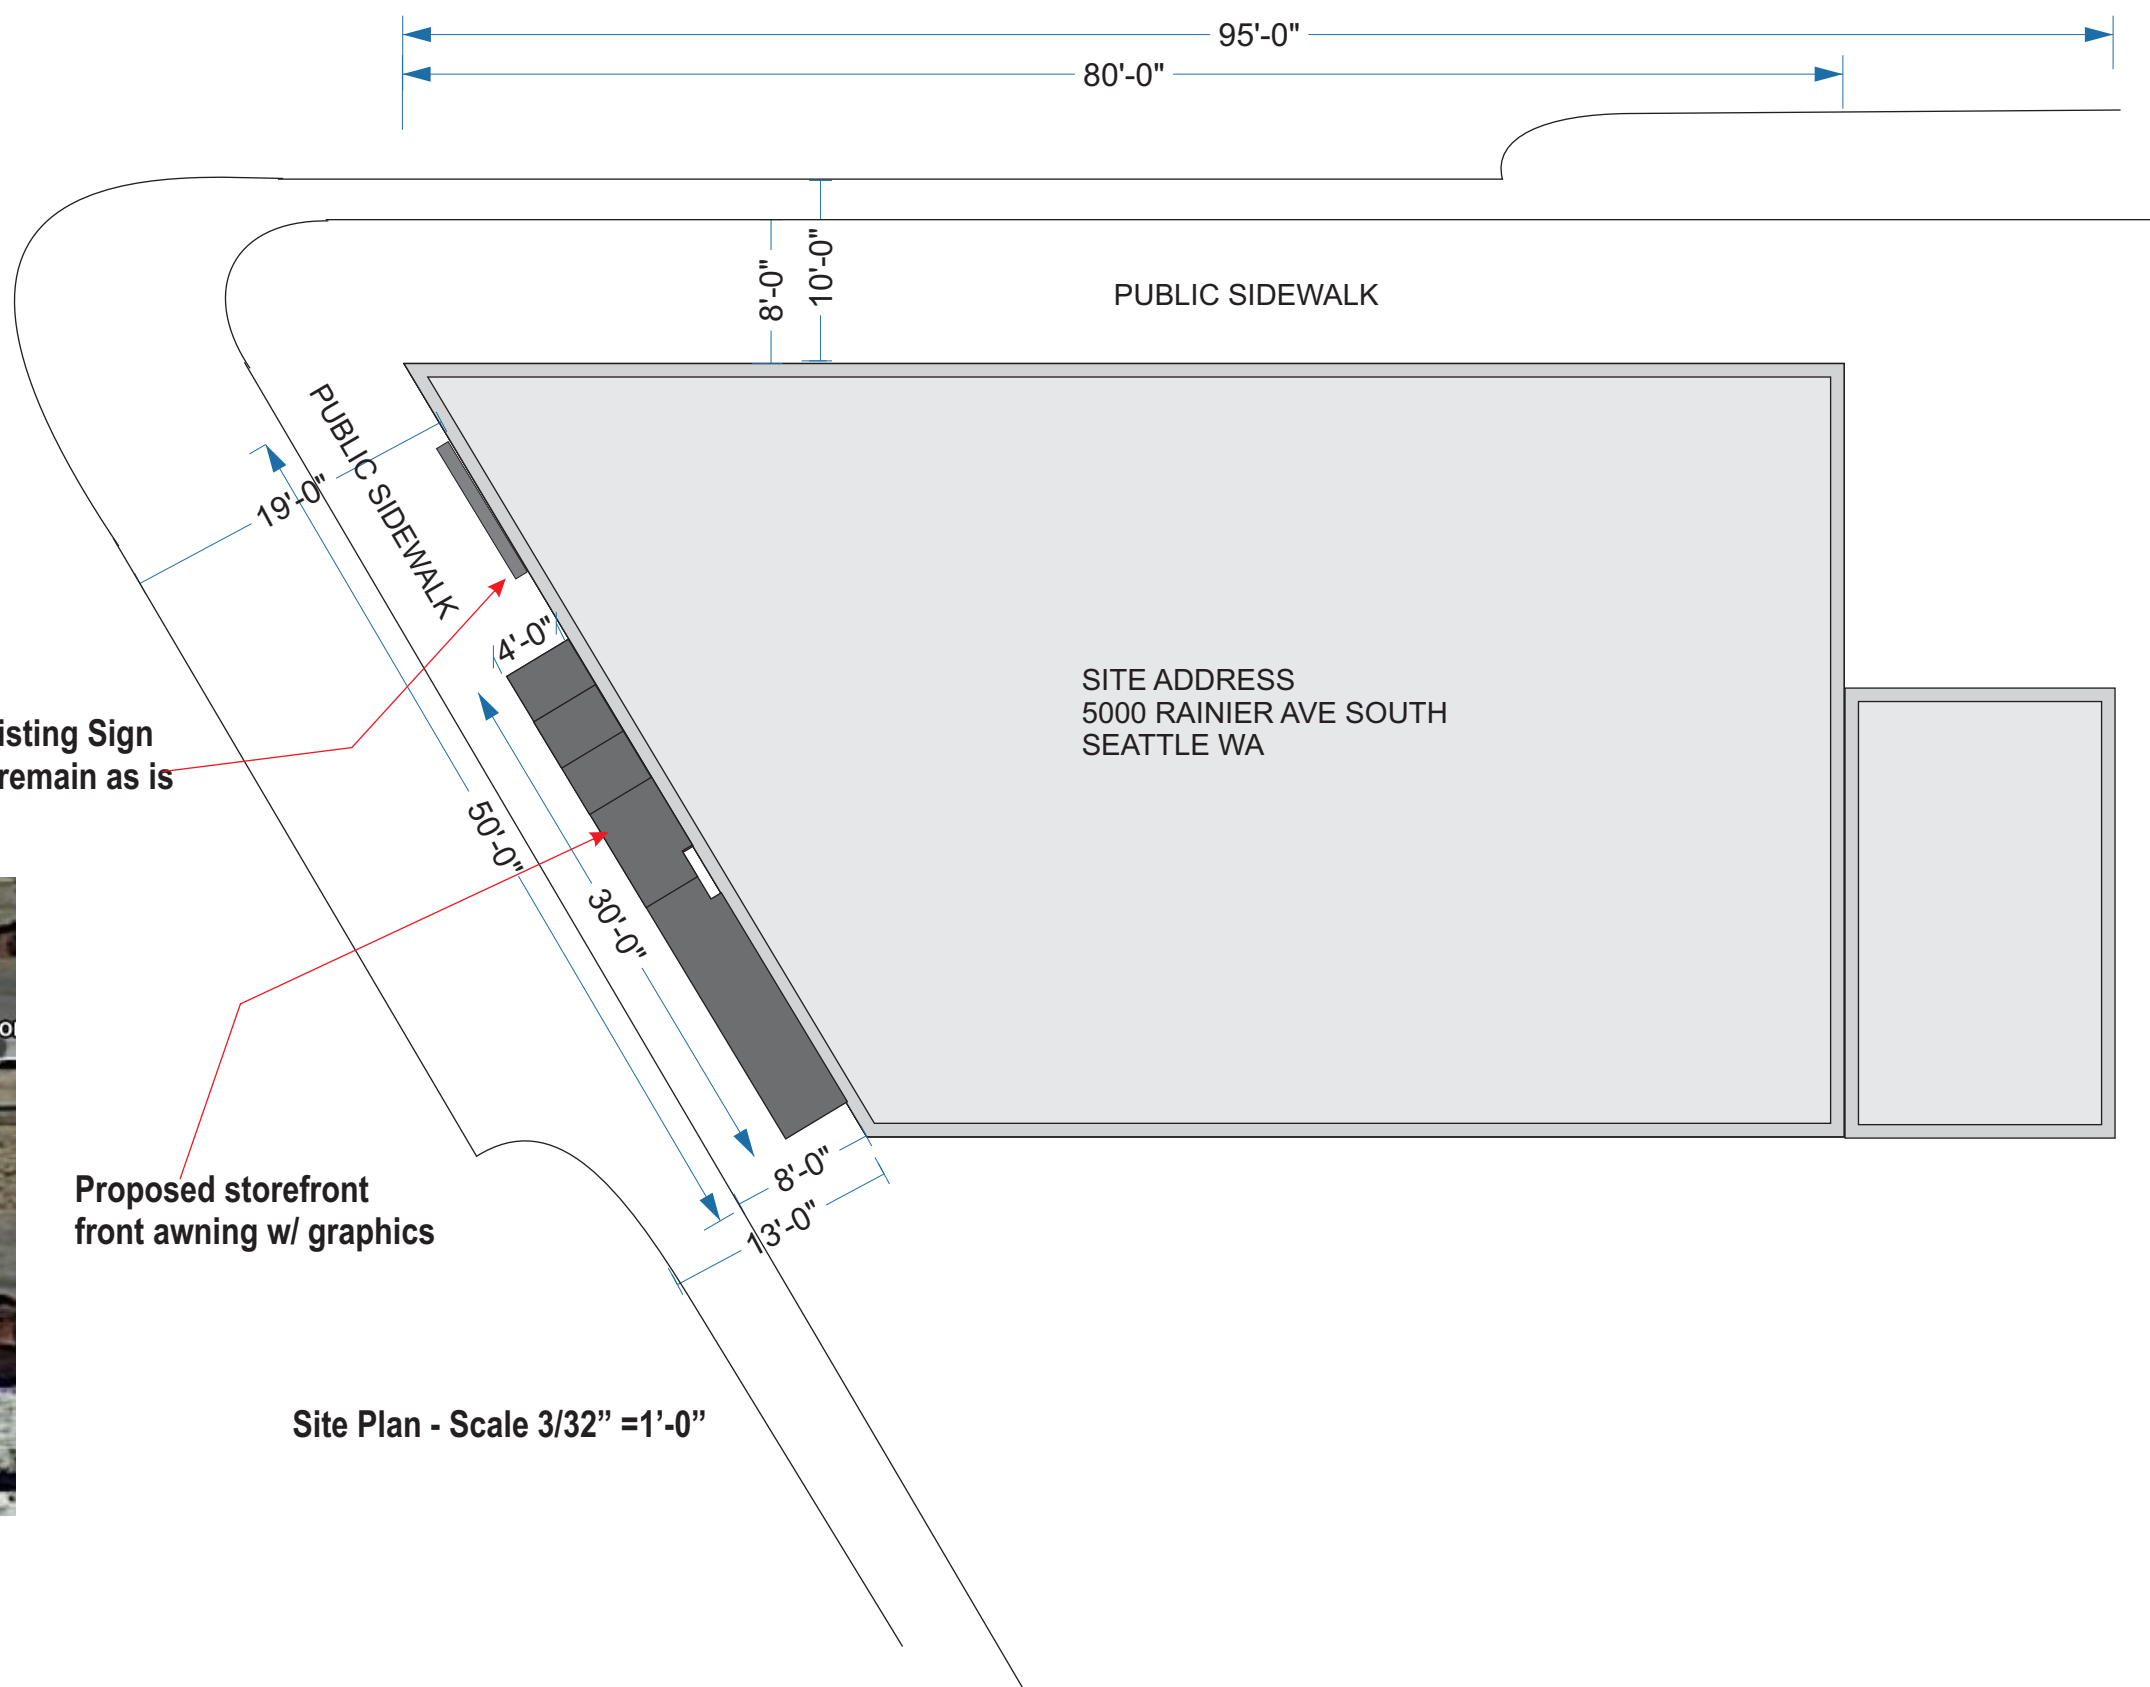 95'-0"
80'-0"
8'-0"
10'-0"
PUBLIC SIDEWALK
PUBLIC SIDEWALK
19'-0"
4'-0"
SITE ADDRESS
5000 RAINIER AVE SOUTH
SEATTLE WA
isting Sign
remain as is
50'-0"
30'-0"
8'-0"
13'-0"
Proposed storefront
front awning w/ graphics
Site Plan - Scale 3/32” =1’-0”